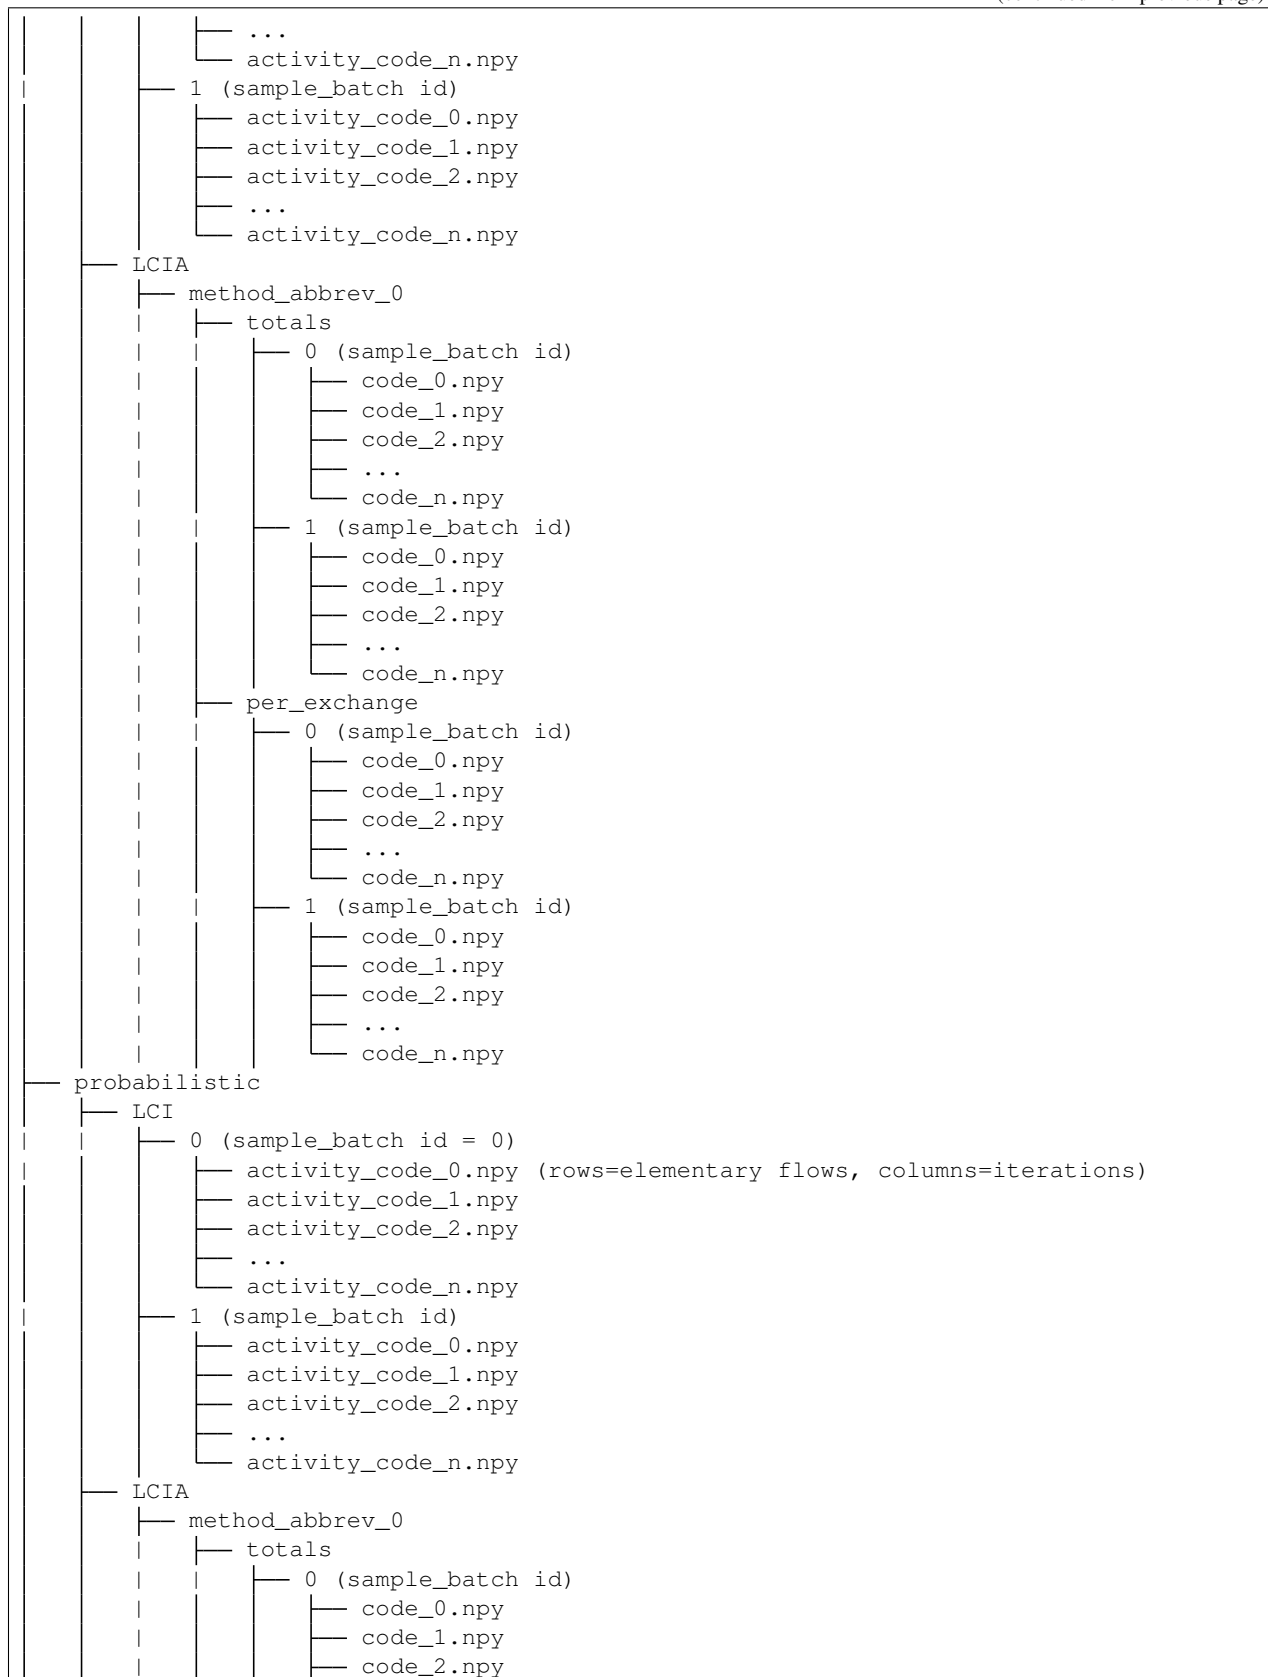 (continued from previous page)
│   │   │   ├── ...
│   │   │   └── activity_code_n.npy
|   │   ├── 1 (sample_batch id)
│   │   │   ├── activity_code_0.npy
│   │   │   ├── activity_code_1.npy
│   │   │   ├── activity_code_2.npy
│   │   │   ├── ...
│   │   │   └── activity_code_n.npy
│   ├── LCIA
│   │   ├── method_abbrev_0
│   │   |   ├── totals
│   │   |   |   ├── 0 (sample_batch id)
│   │   |   │   │   ├── code_0.npy
│   │   |   │   │   ├── code_1.npy
│   │   |   │   │   ├── code_2.npy
│   │   |   │   │   ├── ...
│   │   |   │   │   └── code_n.npy
│   │   |   |   ├── 1 (sample_batch id)
│   │   |   │   │   ├── code_0.npy
│   │   |   │   │   ├── code_1.npy
│   │   |   │   │   ├── code_2.npy
│   │   |   │   │   ├── ...
│   │   |   │   │   └── code_n.npy
│   │   |   ├── per_exchange
│   │   |   |   ├── 0 (sample_batch id)
│   │   |   │   │   ├── code_0.npy
│   │   |   │   │   ├── code_1.npy
│   │   |   │   │   ├── code_2.npy
│   │   |   │   │   ├── ...
│   │   |   │   │   └── code_n.npy
│   │   |   |   ├── 1 (sample_batch id)
│   │   |   │   │   ├── code_0.npy
│   │   |   │   │   ├── code_1.npy
│   │   |   │   │   ├── code_2.npy
│   │   |   │   │   ├── ...
│   │   |   │   │   └── code_n.npy
├── probabilistic
│   ├── LCI
|   |   ├── 0 (sample_batch id = 0)
|   │   │   ├── activity_code_0.npy (rows=elementary flows, columns=iterations)
│   │   │   ├── activity_code_1.npy
│   │   │   ├── activity_code_2.npy
│   │   │   ├── ...
│   │   │   └── activity_code_n.npy
|   │   ├── 1 (sample_batch id)
│   │   │   ├── activity_code_0.npy
│   │   │   ├── activity_code_1.npy
│   │   │   ├── activity_code_2.npy
│   │   │   ├── ...
│   │   │   └── activity_code_n.npy
│   ├── LCIA
│   │   ├── method_abbrev_0
│   │   |   ├── totals
│   │   |   |   ├── 0 (sample_batch id)
│   │   |   │   │   ├── code_0.npy
│   │   |   │   │   ├── code_1.npy
│   │   |   │   │   ├── code_2.npy